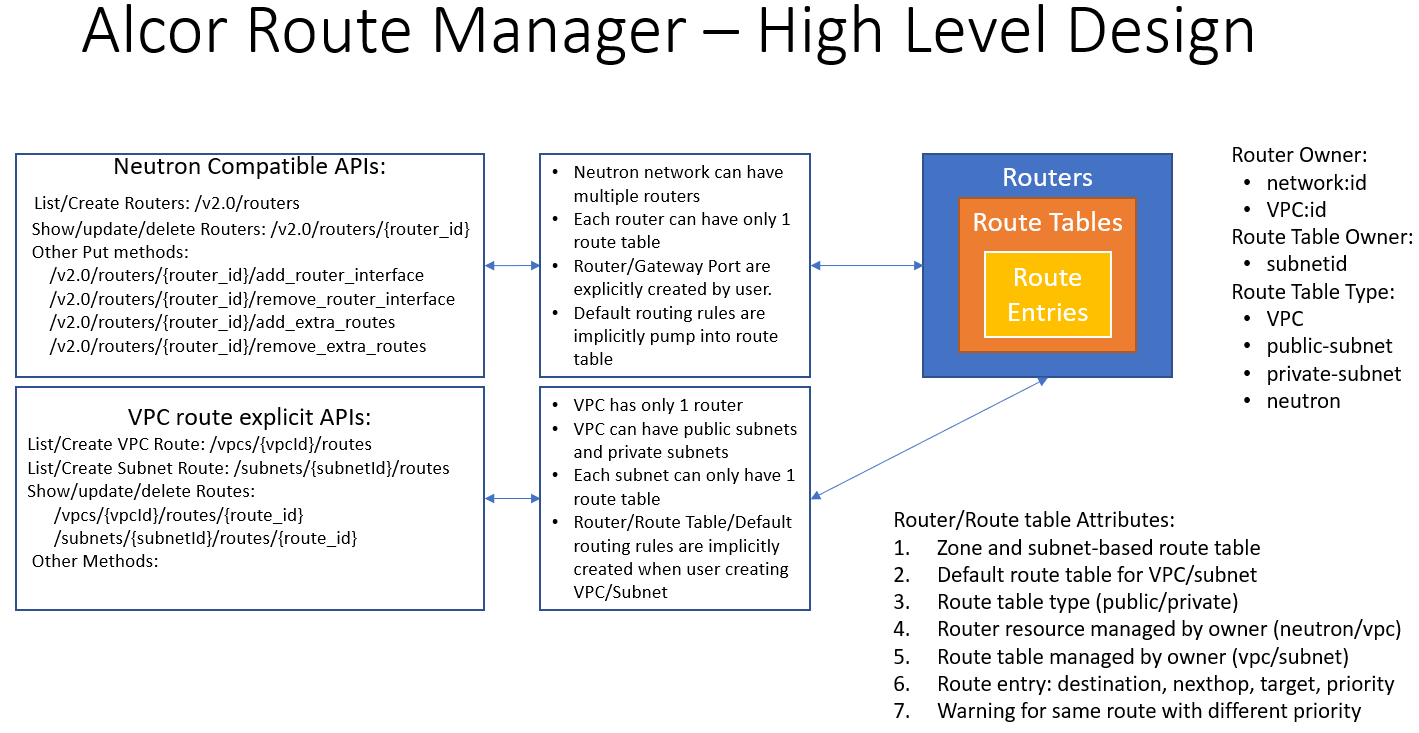 Alcor Route Manager – High Level Design
Neutron Compatible APIs:
List/Create Routers: /v2.0/routers
Show/update/delete Routers: /v2.0/routers/{router_id}
Other Put methods:
/v2.0/routers/{router_id}/add_router_interface
/v2.0/routers/{router_id}/remove_router_interface
/v2.0/routers/{router_id}/add_extra_routes
/v2.0/routers/{router_id}/remove_extra_routes
• Neutron network can have
multiple routers
• Each router can have only 1
route table
• Router/Gateway Port are
explicitly created by user.
• Default routing rules are
implicitly pump into route
table
Routers
Route Tables
Route
Entries
Router Owner:
• network:id
• VPC:id
Route Table Owner:
• subnetid
Route Table Type:
• VPC
• public-subnet
• private-subnet
• neutron
VPC route explicit APIs:
List/Create VPC Route: /vpcs/{vpcId}/routes
List/Create Subnet Route: /subnets/{subnetId}/routes
Show/update/delete Routes:
/vpcs/{vpcId}/routes/{route_id}
/subnets/{subnetId}/routes/{route_id}
Other Methods:
• VPC has only 1 router
• VPC can have public subnets
and private subnets
• Each subnet can only have 1
route table
• Router/Route Table/Default
routing rules are implicitly
created when user creating
VPC/Subnet
Router/Route table Attributes:
1. Zone and subnet-based route table
2. Default route table for VPC/subnet
3. Route table type (public/private)
4. Router resource managed by owner (neutron/vpc)
5. Route table managed by owner (vpc/subnet)
6. Route entry: destination, nexthop, target, priority
7. Warning for same route with different priority